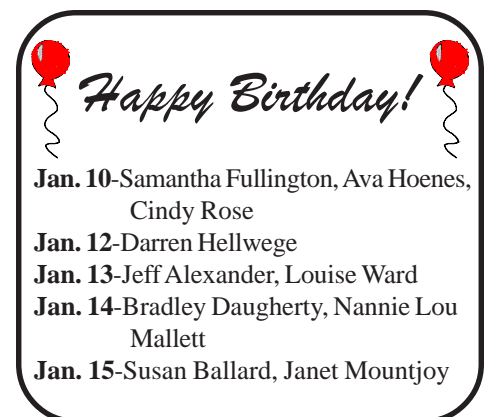 Happy Birthday!
Jan. 10-Samantha Fullington, Ava Hoenes,
Cindy Rose
Jan. 12-Darren Hellwege
Jan. 13-Jeff Alexander, Louise Ward
Jan. 14-Bradley Daugherty, Nannie Lou
Mallett
Jan. 15-Susan Ballard, Janet Mountjoy